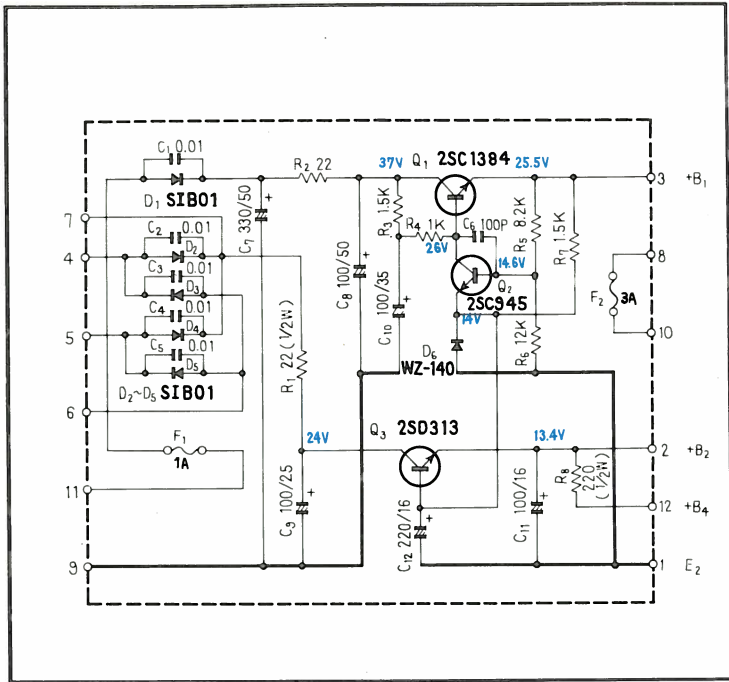 C1 0.01
D1 SIB01
R2 22
37V
Q1 2SC1384
25.5V
3 +B1
7
C2 0.01
D2
4
C3 0.01
D3
C4 0.01
D4
5
C5 0.01
D5
D2~D5 SIB01
6
C7 330/50
C8 100/50
R3 1.5K
R4 1K
26V
C6 100P
14.6V
R5 8.2K
R7 1.5K
8
F2 3A
10
Q2
2SC945
14V
C10 100/35
D6
WZ-140
R6 12K
R1 22 (1/2W)
F1
1A
11
24V
Q3 2SD313
13.4V
2 +B2
R8 220 (1/2W)
12 +B4
C9 100/25
C12 220/16
C11 100/16
9
1 E2